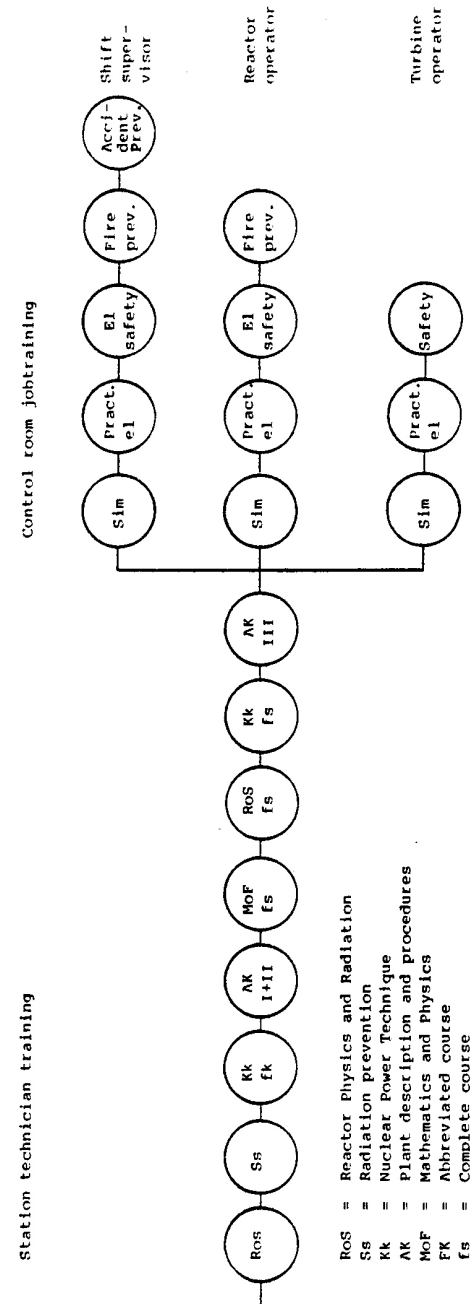 Station technician training
Control room jobtraining
RoS
Ss
Kk
fk
AK
I+II
MoF
fs
RoS
fs
Kk
fs
AK
III
Sim
Pract.
el
El
safety
Fire
prev.
Acci-
dent
Prev.
Shift
super-
visor
Sim
Pract.
el
El
safety
Fire
prev.
Reactor
operator
Sim
Pract.
el
Safety
Turbine
operator
RoS = Reactor Physics and Radiation
Ss = Radiation prevention
Kk = Nuclear Power Technique
AK = Plant description and procedures
MoF = Mathematics and Physics
FK = Abbreviated course
fs = Complete course